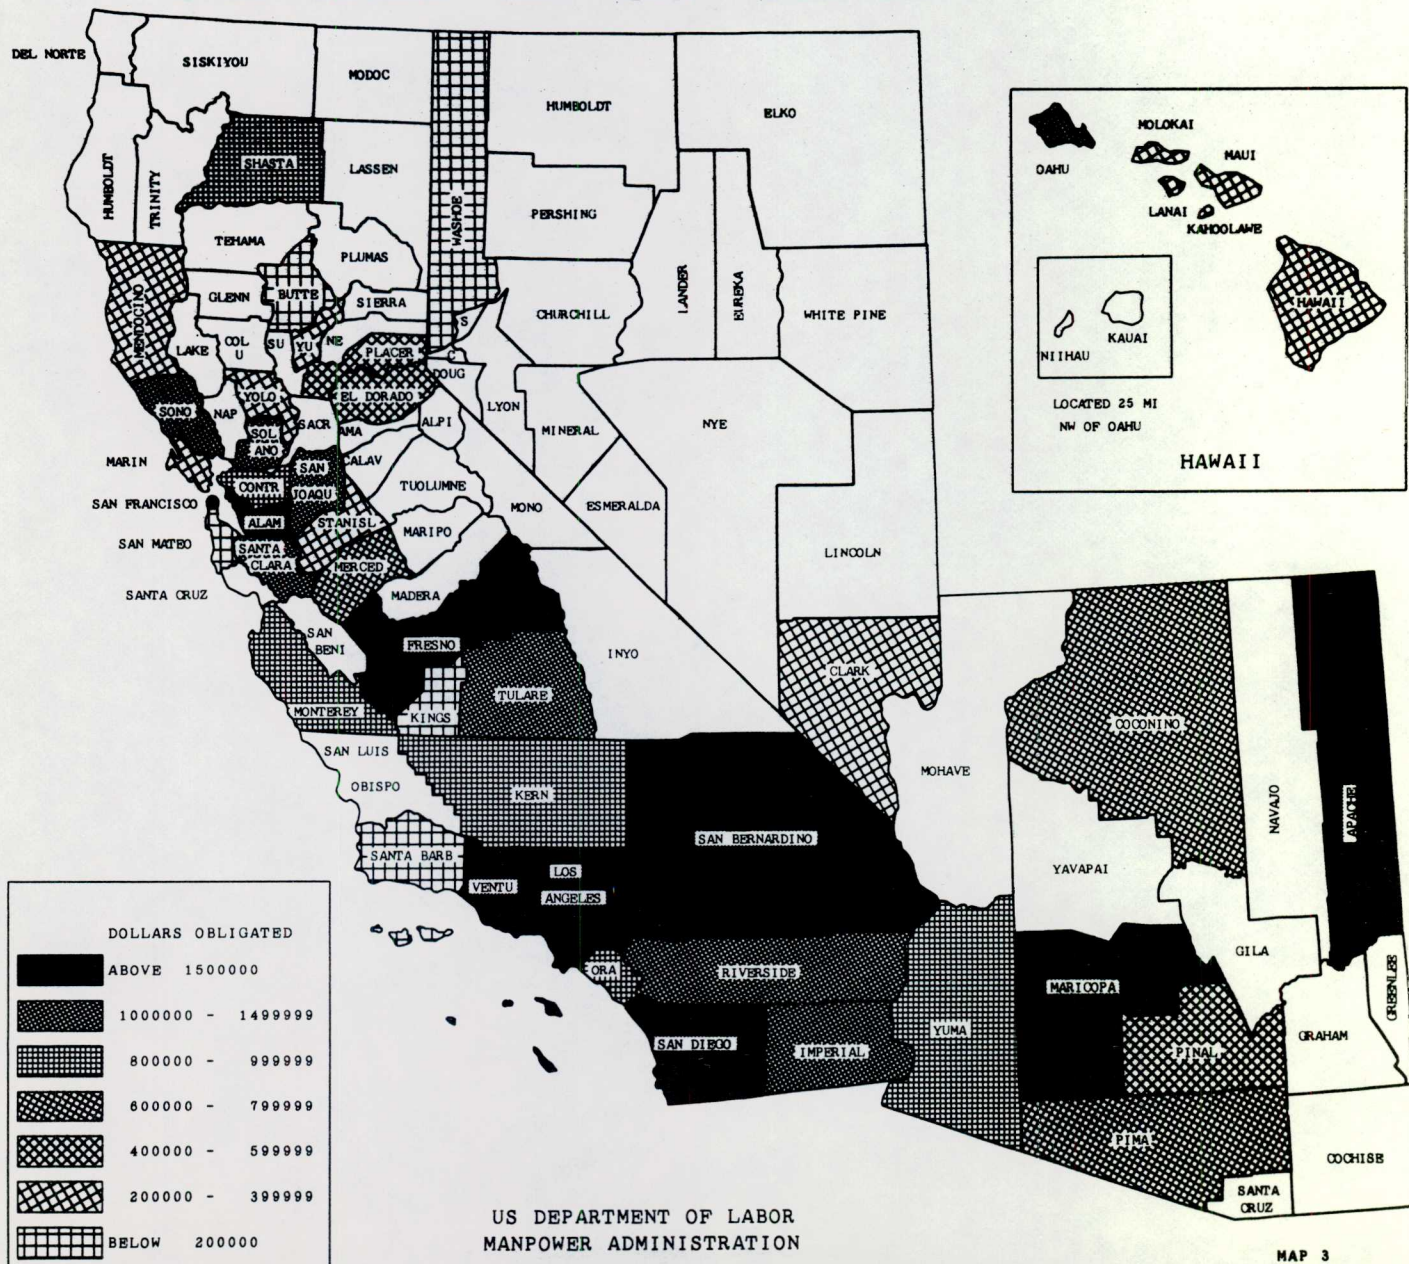 DEL NORTE
SISKIYOU
MODOC
HUMBOLDT
ELKO
SHASTA
LASSEN
HUMBOLDT
TRINITY
WASHOE
PERSHING
TEHAMA
PLUMAS
LANDER
EUREKA
MENDOCINO
GLENN
BUTTE
SIERRA
CHURCHILL
WHITE PINE
LAKE
COL
U
SU
YU
NE
PLACER
S
C
DOUG
SONO
NAP
YOLO
EL DORADO
LYON
MINERAL
NYE
SOL
ANO
SACR
AMA
ALPI
MARIN
CONTR
SAN
JOAQU
CALAV
TUOLUMNE
SAN FRANCISCO
ALAM
STANISL
MARIPO
MONO
ESMERALDA
SAN MATEO
SANTA
CLARA
MERCED
LINCOLN
SANTA CRUZ
MADERA
SAN
BENI
FRESNO
INYO
CLARK
TULARE
MONTEREY
KINGS
SAN LUIS
OBISPO
KERN
MOHAVE
COCONINO
NAVAJO
APACHE
SAN BERNARDINO
SANTA BARB
VENTU
LOS
ANGELES
YAVAPAI
ORA
RIVERSIDE
MARICOPA
GILA
GREENLEE
SAN DIEGO
IMPERIAL
YUMA
PINAL
GRAHAM
PIMA
COCHISE
SANTA
CRUZ
OAHU
MOLOKAI
MAUI
LANAI
KAHOOLAWE
HAWAII
NIIHAU
KAUAI
LOCATED 25 MI
NW OF OAHU
HAWAII
DOLLARS OBLIGATED
ABOVE 1500000
1000000 - 1499999
800000 - 999999
600000 - 799999
400000 - 599999
200000 - 399999
BELOW 200000
US DEPARTMENT OF LABOR
MANPOWER ADMINISTRATION
MAP 3